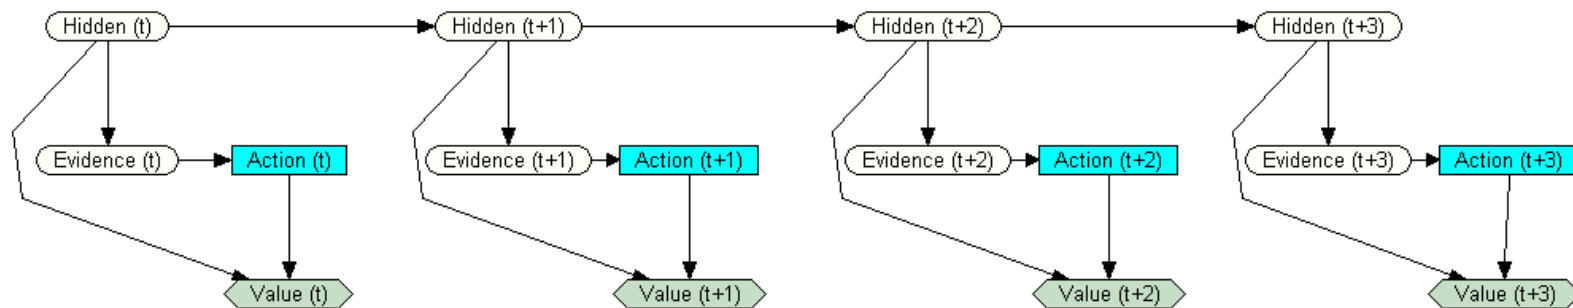 Hidden (t)
Hidden (t+1)
Hidden (t+2)
Hidden (t+3)
Evidence (t)
Action (t)
Evidence (t+1)
Action (t+1)
Evidence (t+2)
Action (t+2)
Evidence (t+3)
Action (t+3)
Value (t)
Value (t+1)
Value (t+2)
Value (t+3)